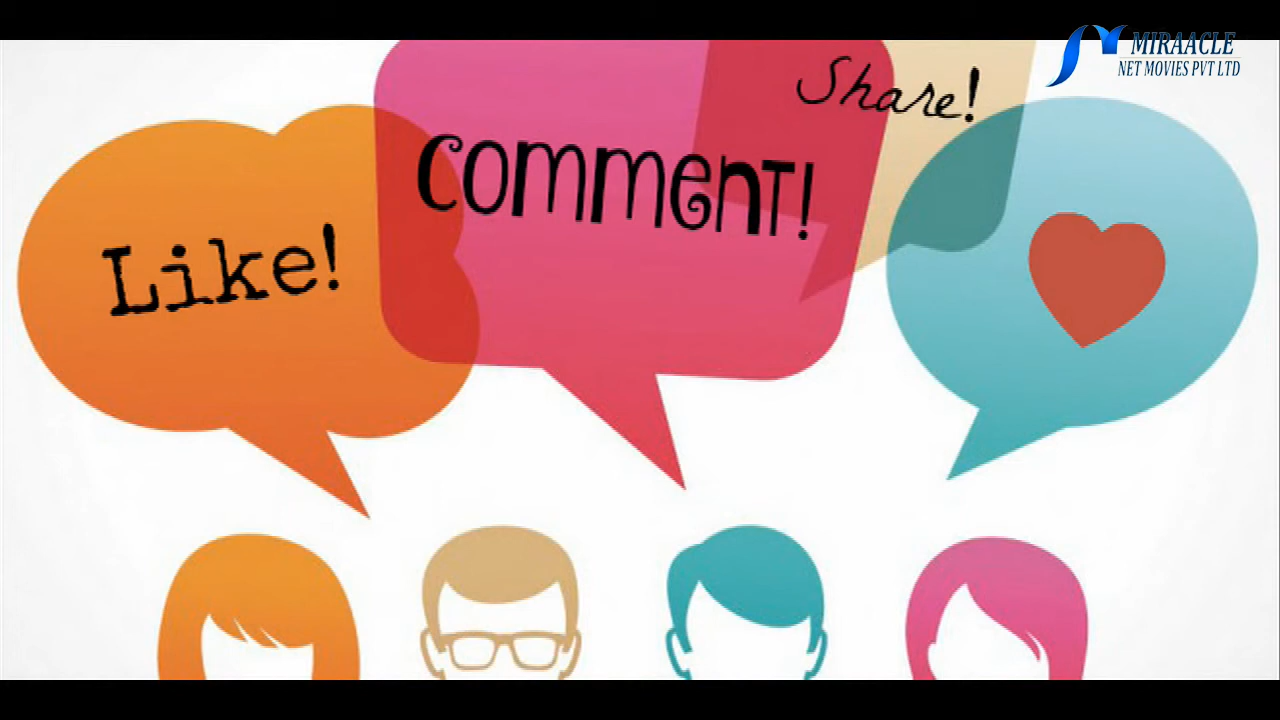 MIRAACLE
NET MOVIES PVT LTD
Share!
Comment!
Like!